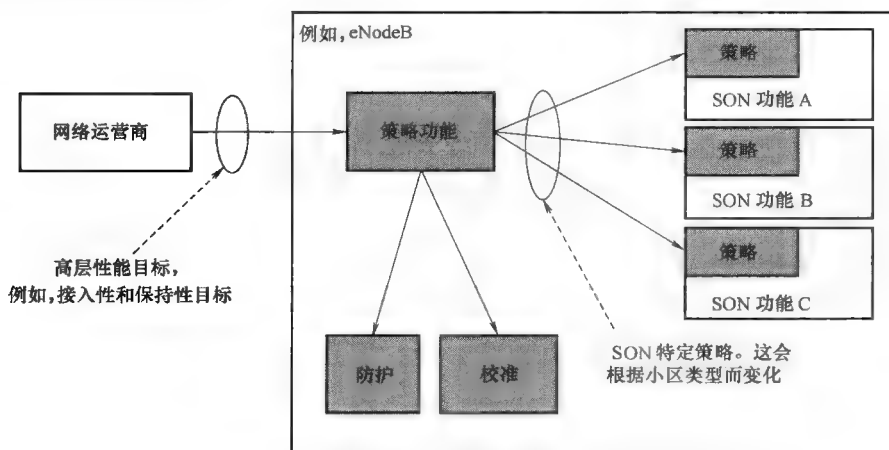 例如，eNodeB
网络运营商
策略功能
策略
SON 功能 A
策略
SON 功能 B
策略
SON 功能 C
高层性能目标，
例如，接入性和保持性目标
防护
校准
SON 特定策略。这会
根据小区类型而变化